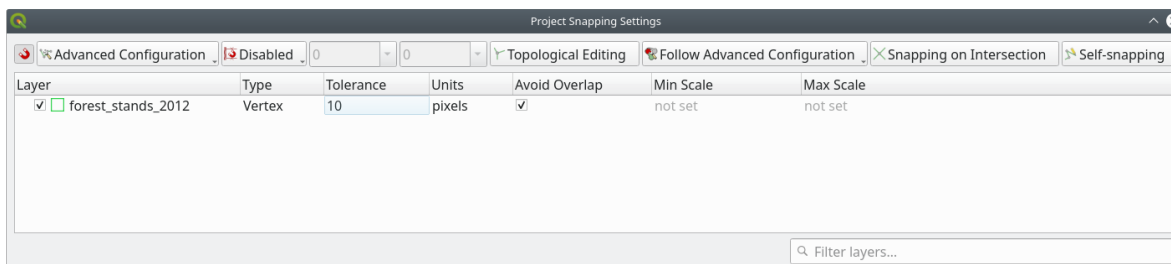 Project Snapping Settings
Advanced Configuration Disabled 0 0 Topological Editing Follow Advanced Configuration Snapping on Intersection Self-snapping
Layer Type Tolerance Units Avoid Overlap Min Scale Max Scale
forest_stands_2012 Vertex 10 pixels not set not set
Filter layers...